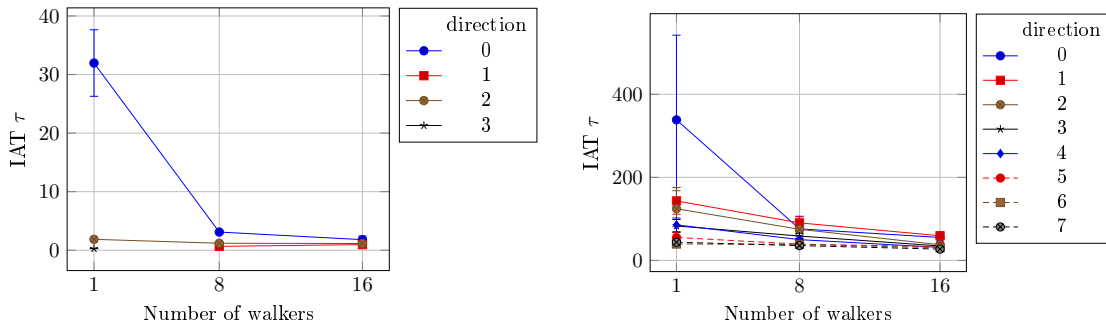 40
30
20
10
0
IAT τ
1 8 16
Number of walkers
direction
0
1
2
3
400
200
0
IAT τ
1 8 16
Number of walkers
direction
0
1
2
3
4
5
6
7